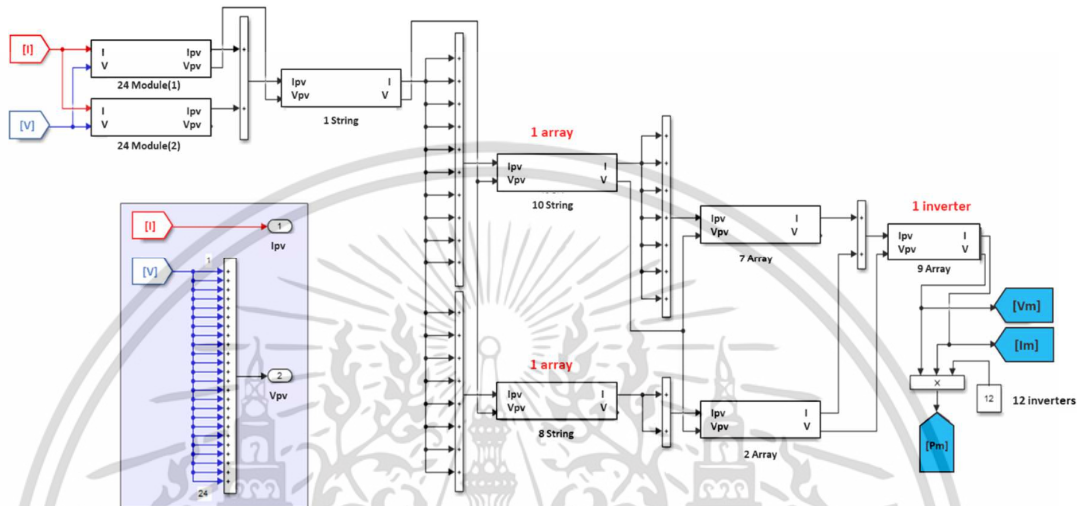 [I]
[V]
I
V
Ipv
Vpv
24 Module(1)
I
V
Ipv
Vpv
24 Module(2)
Ipv
Vpv
I
V
1 String
1 array
Ipv
Vpv
I
V
10 String
Ipv
Vpv
I
V
7 Array
1 inverter
Ipv
Vpv
I
V
9 Array
[Vm]
[Im]
×
12
12 inverters
[Pm]
1 array
Ipv
Vpv
I
V
8 String
Ipv
Vpv
I
V
2 Array
[I]
1
Ipv
[V]
1
2
Vpv
24